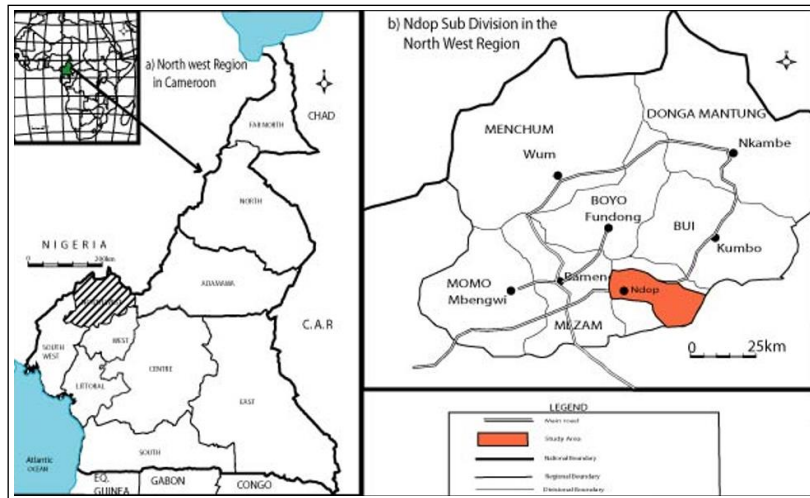 a) North west Region
in Cameroon
CHAD
FAR NORTH
NORTH
NIGERIA
0 200km
ADAMAWA
C.A.R
SOUTH
WEST
WEST
LITTORAL
CENTRE
EAST
SOUTH
Atlantic
OCEAN
EQ.
GUINEA
GABON
CONGO
b) Ndop Sub Division in the
North West Region
DONGA MANTUNG
MENCHUM
Nkambe
Wum
BOYO
Fundong
BUI
Kumbo
MOMO
Mbengwi
Ndop
MEZAM
0 25km
LEGEND
Main road
Study Area
National Boundary
Regional Boundary
Divisional Boundary